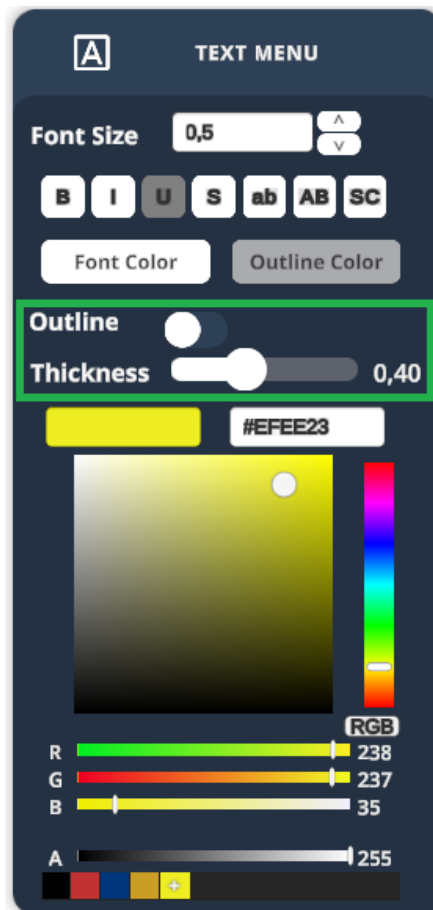 A TEXT MENU
Font Size 0,5 ^ v
B I U S ab AB SC
Font Color Outline Color
Outline
Thickness 0,40
#EFEE23
RGB
R 238
G 237
B 35
A 255